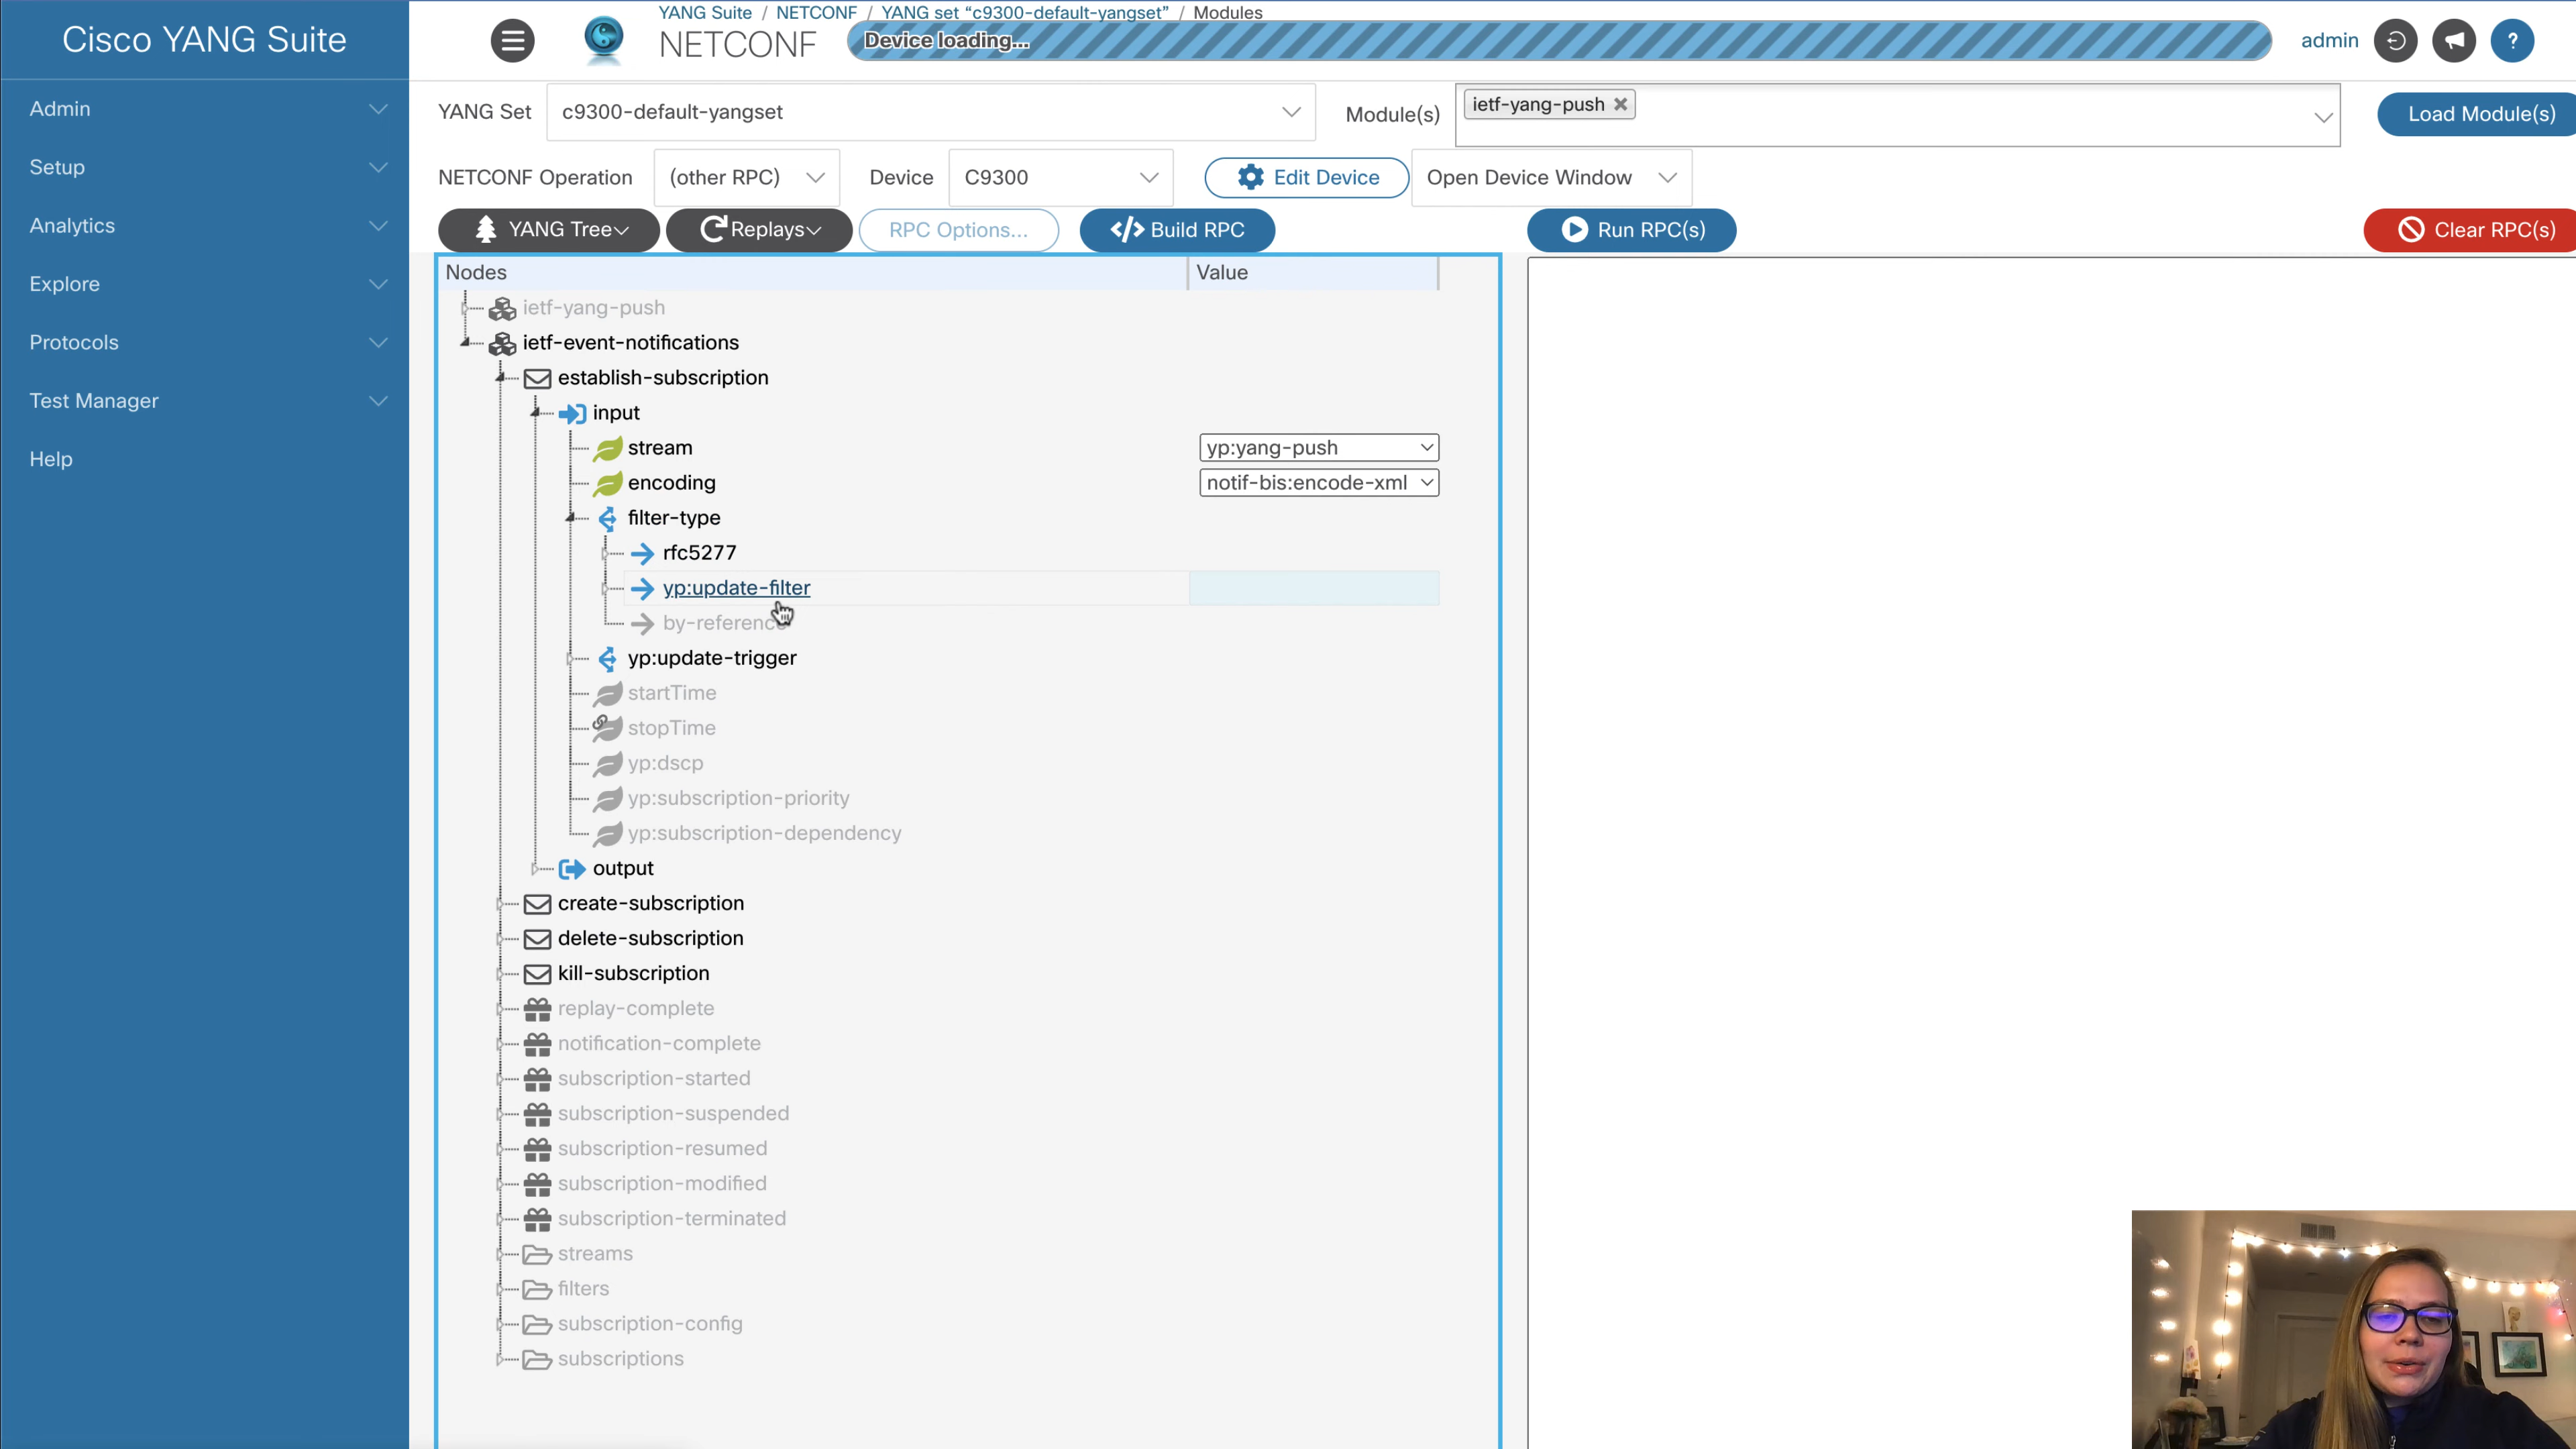 Cisco YANG Suite
Admin
Setup
Analytics
Explore
Protocols
Test Manager
Help
YANG Suite / NETCONF / YANG set “c9300-default-yangset” / Modules
NETCONF
Device loading...
admin
?
YANG Set
c9300-default-yangset
Module(s)
ietf-yang-push
Load Module(s)
NETCONF Operation
(other RPC)
Device
C9300
Edit Device
Open Device Window
YANG Tree
Replays
RPC Options...
</> Build RPC
Run RPC(s)
Clear RPC(s)
Nodes
Value
ietf-yang-push
ietf-event-notifications
establish-subscription
input
stream
yp:yang-push
encoding
notif-bis:encode-xml
filter-type
rfc5277
yp:update-filter
by-reference
yp:update-trigger
startTime
stopTime
yp:dscp
yp:subscription-priority
yp:subscription-dependency
output
create-subscription
delete-subscription
kill-subscription
replay-complete
notification-complete
subscription-started
subscription-suspended
subscription-resumed
subscription-modified
subscription-terminated
streams
filters
subscription-config
subscriptions